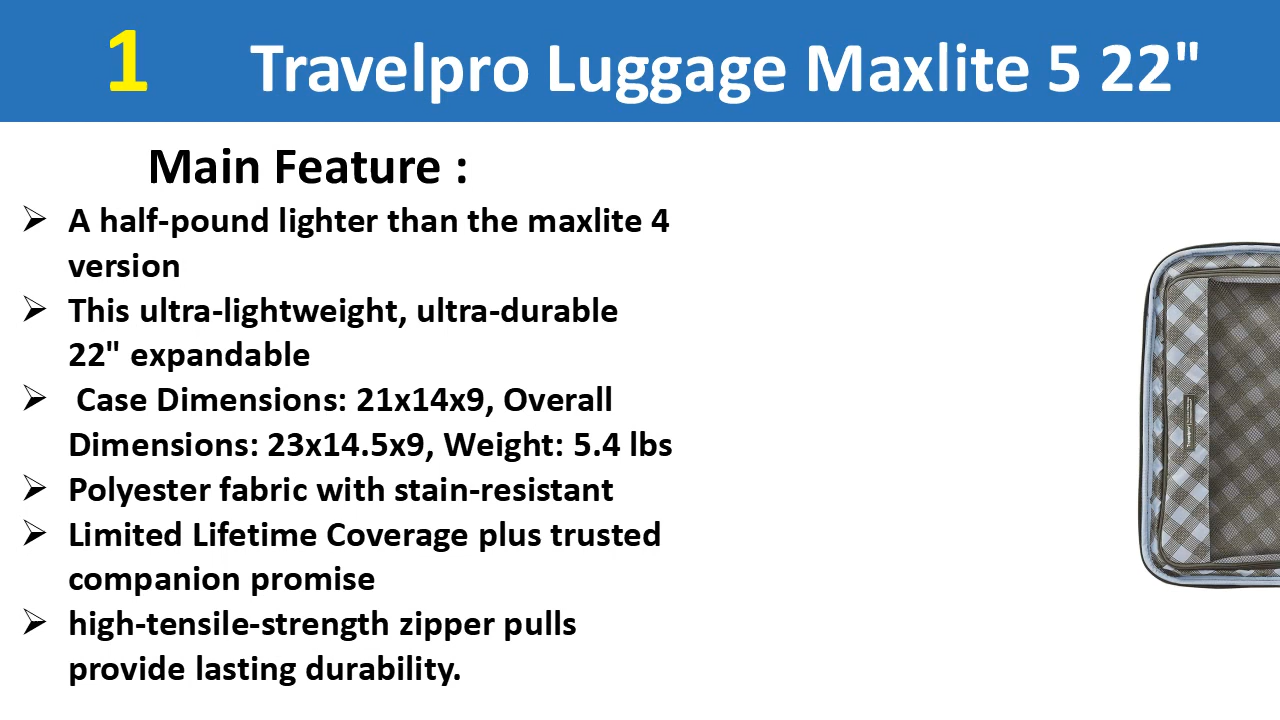 1 Travelpro Luggage Maxlite 5 22"
Main Feature :
➢ A half-pound lighter than the maxlite 4
version
➢ This ultra-lightweight, ultra-durable
22" expandable
➢ Case Dimensions: 21x14x9, Overall
Dimensions: 23x14.5x9, Weight: 5.4 lbs
➢ Polyester fabric with stain-resistant
➢ Limited Lifetime Coverage plus trusted
companion promise
➢ high-tensile-strength zipper pulls
provide lasting durability.